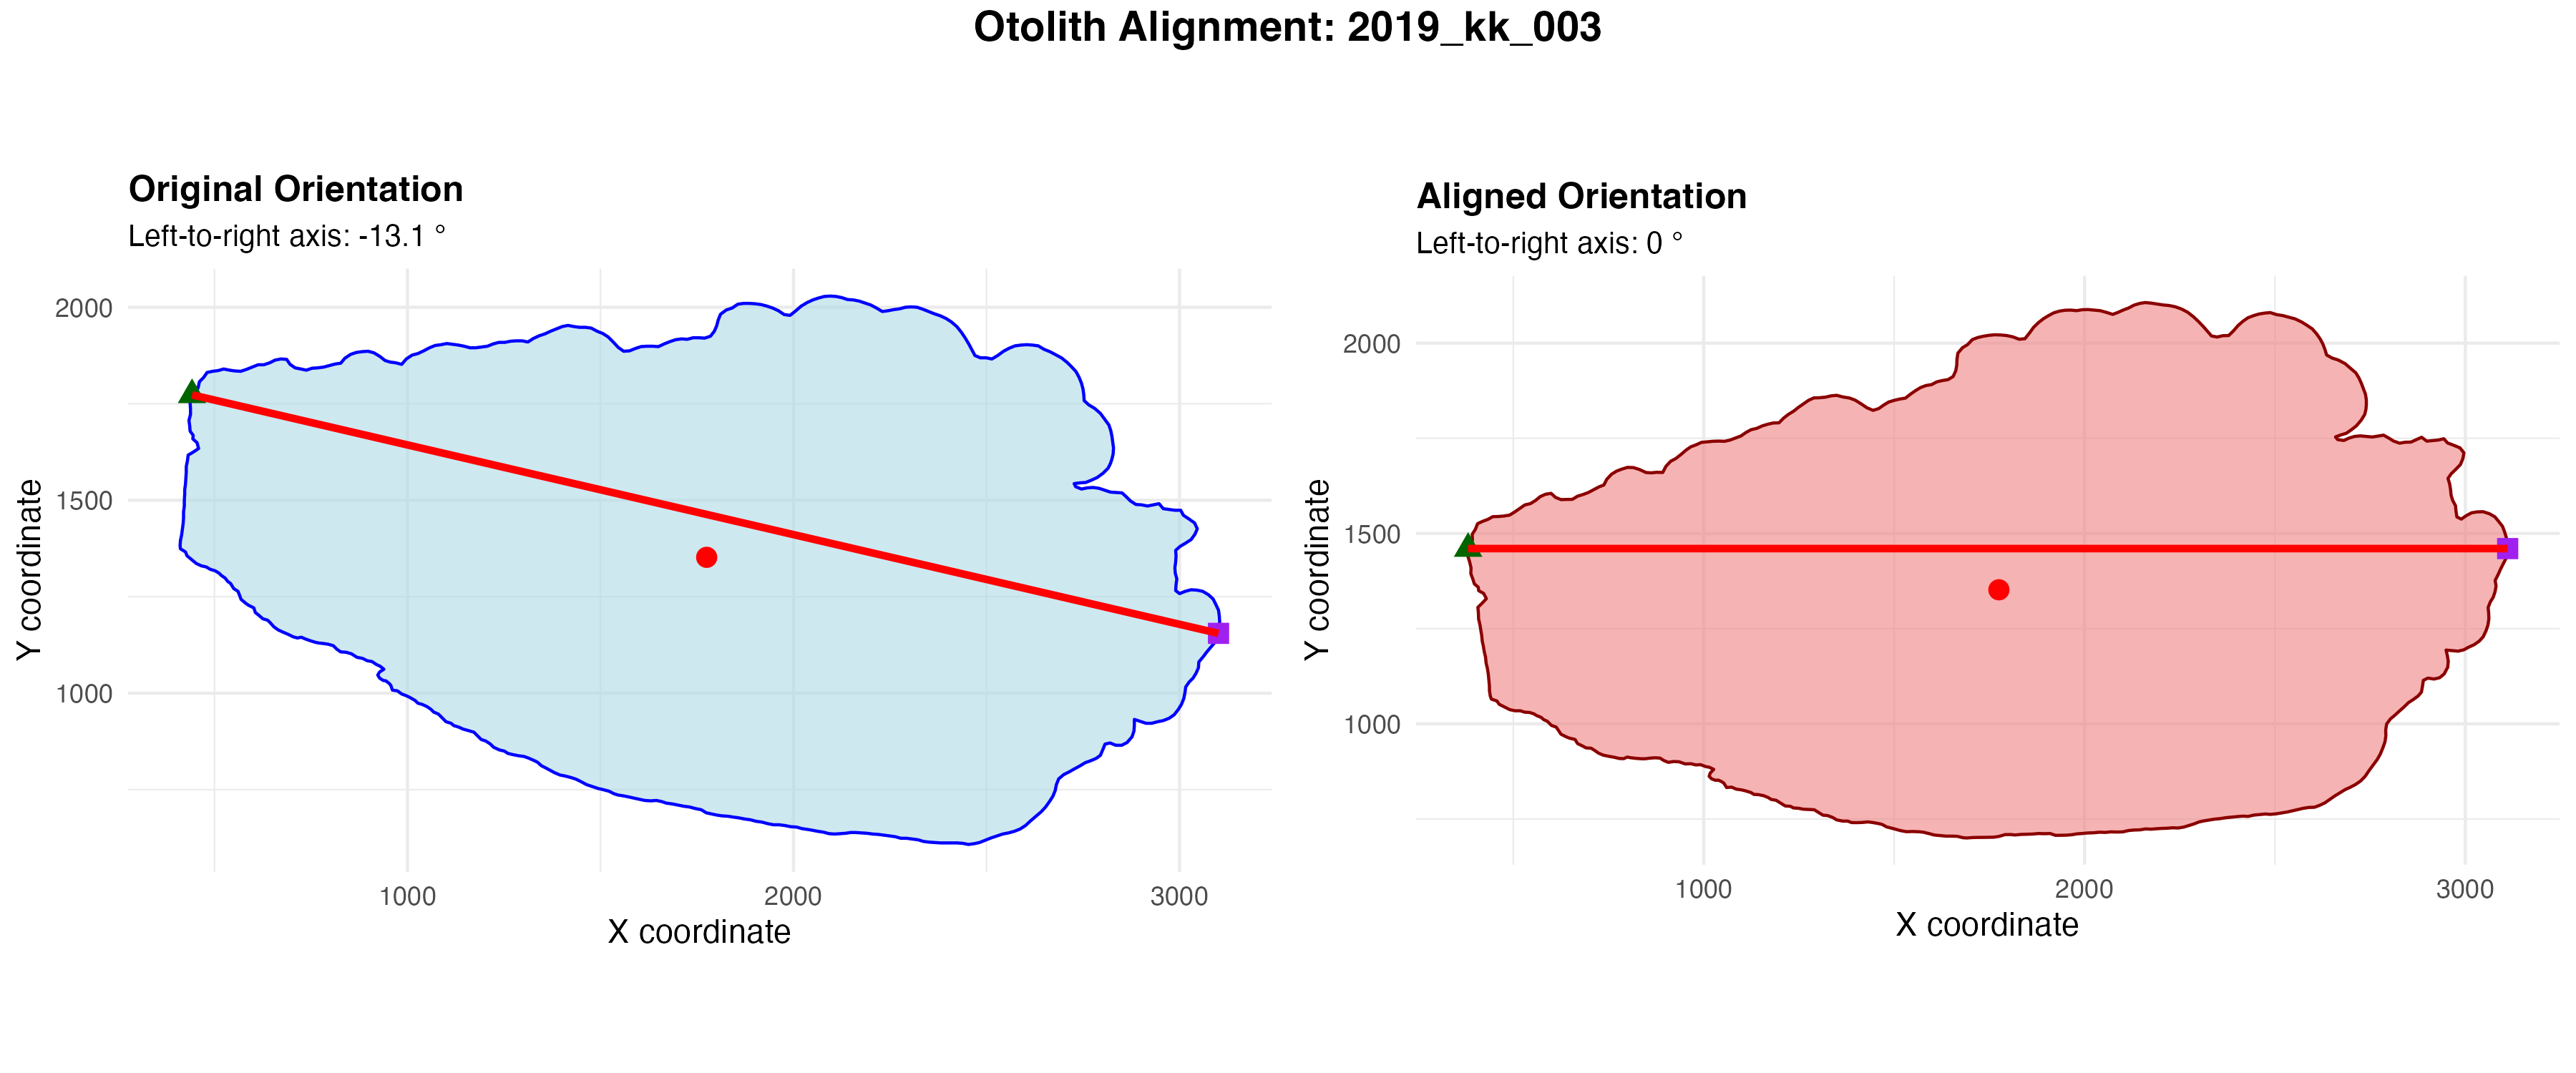 Otolith Alignment: 2019_kk_003
Original Orientation
Left-to-right axis: -13.1 °
Y coordinate
2000
1500
1000
1000 2000 3000
X coordinate
Aligned Orientation
Left-to-right axis: 0 °
Y coordinate
2000
1500
1000
1000 2000 3000
X coordinate